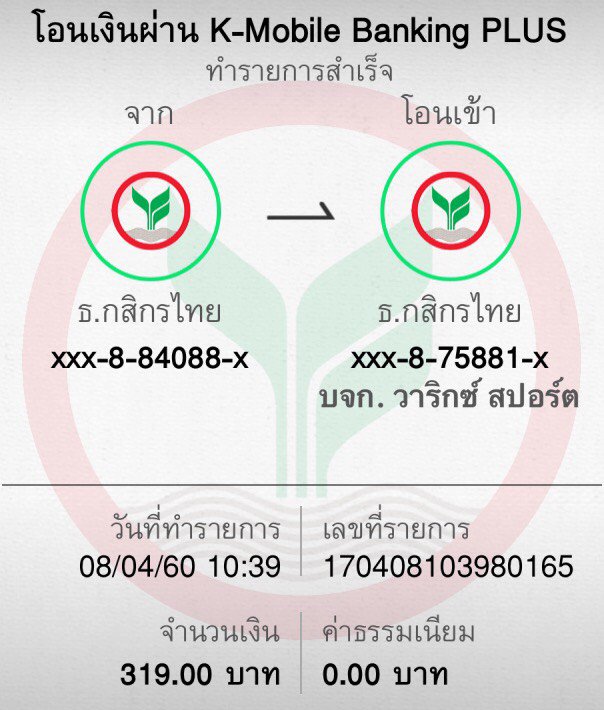 โอนเงินผ่าน K-Mobile Banking PLUS
ทำรายการสำเร็จ
จาก
โอนเข้า
ธ.กสิกรไทย
ธ.กสิกรไทย
xxx-8-84088-x
xxx-8-75881-x
บจก. วาริกซ์ สปอร์ต
วันที่ทำรายการ
เลขที่รายการ
08/04/60 10:39
170408103980165
จำนวนเงิน
ค่าธรรมเนียม
319.00 บาท
0.00 บาท